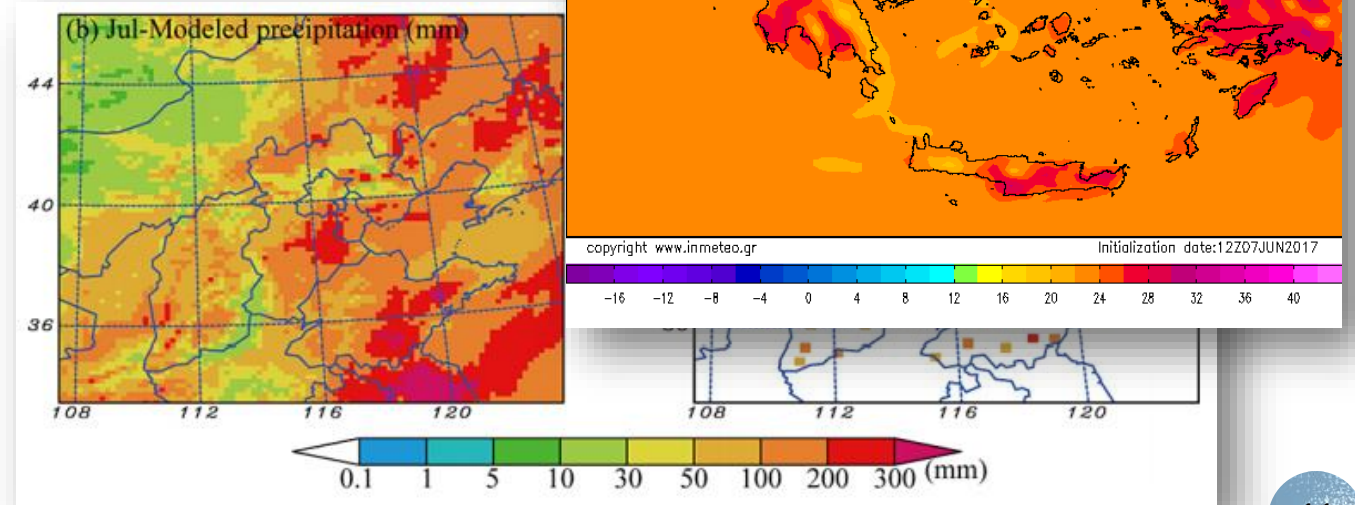 (b) Jul-Modeled precipitation (mm)
44
40
36
108 112 116 120
copyright www.inmeteo.gr Initialization date:12Z07JUN2017
-16 -12 -8 -4 0 4 8 12 16 20 24 28 32 36 40
108 112 116 120
0.1 1 5 10 30 50 100 200 300 (mm)